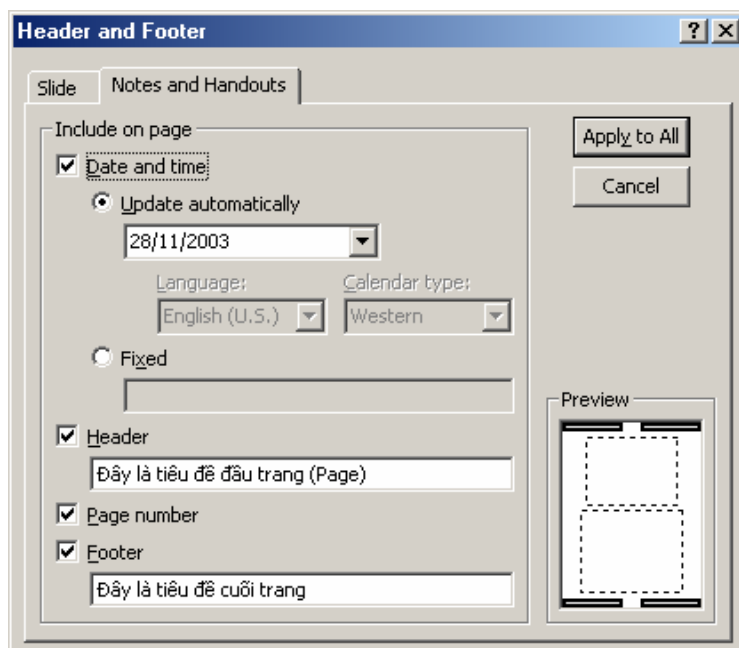 Header and Footer
Slide
Notes and Handouts
Include on page
Date and time
Update automatically
28/11/2003
Language: Calendar type:
English (U.S.) Western
Fixed
Header
Đây là tiêu đề đầu trang (Page)
Page number
Footer
Đây là tiêu đề cuối trang
Apply to All
Cancel
Preview